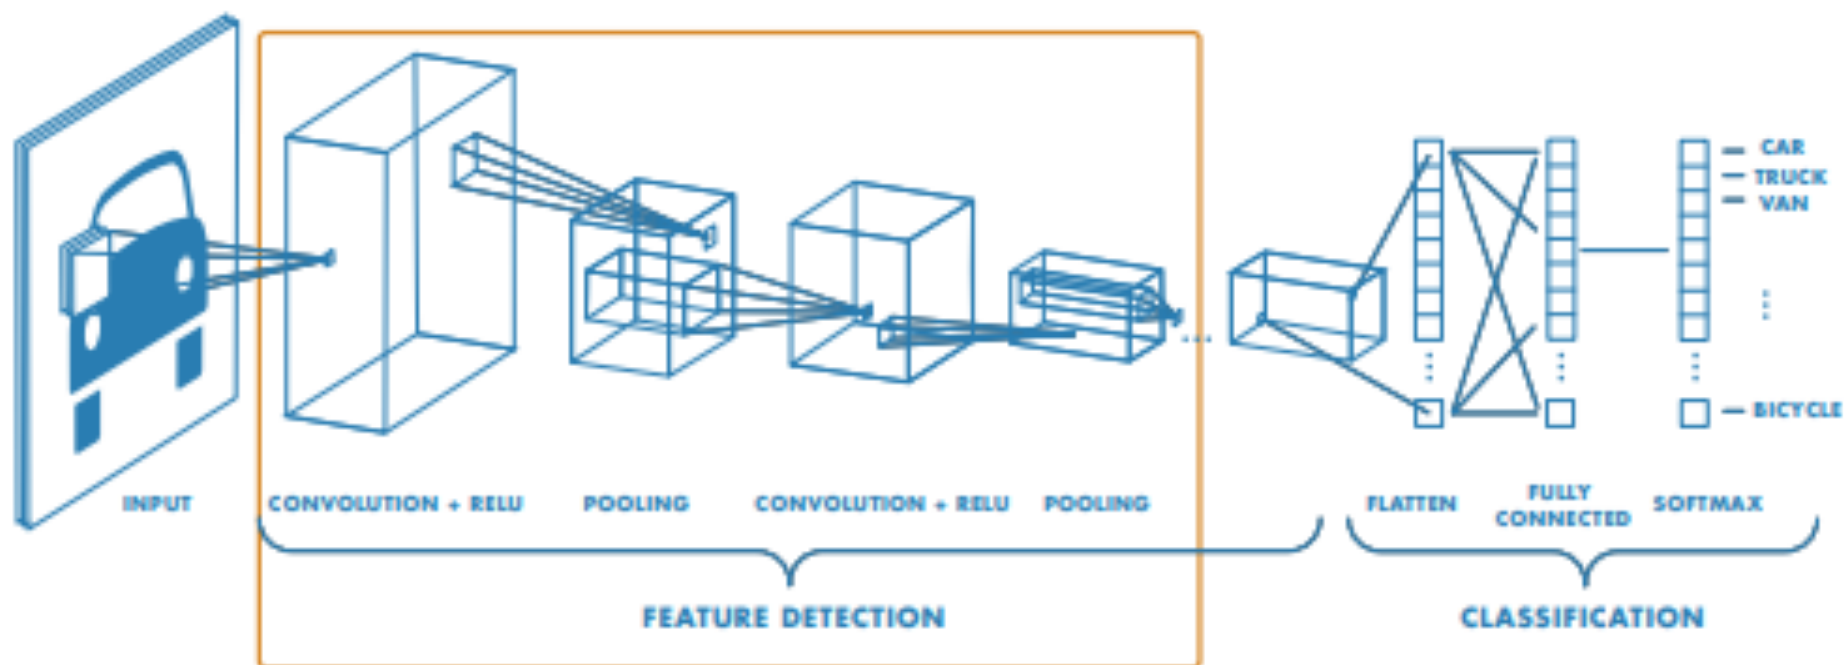 CAR
TRUCK
VAN
BICYCLE
INPUT
CONVOLUTION + RELU
POOLING
CONVOLUTION + RELU
POOLING
FLATTEN
FULLY
CONNECTED
SOFTMAX
FEATURE DETECTION
CLASSIFICATION